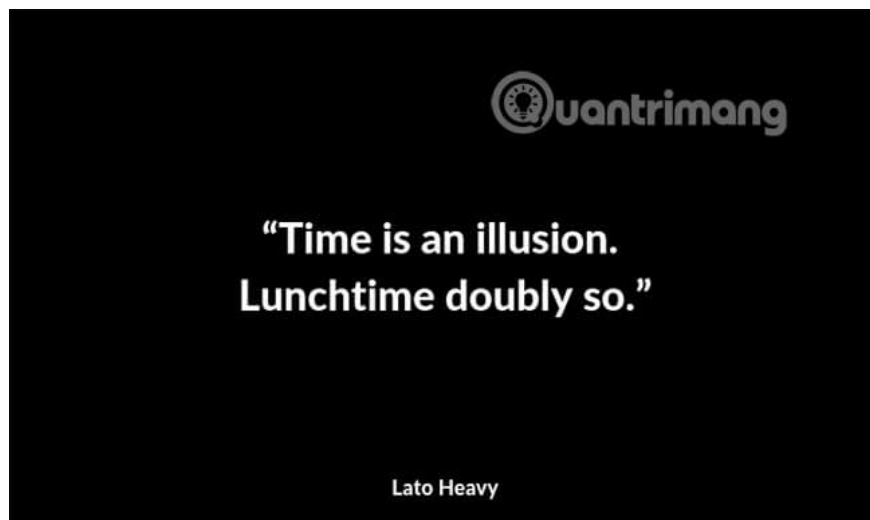 Quantrimang
“Time is an illusion.
Lunchtime doubly so.”
Lato Heavy